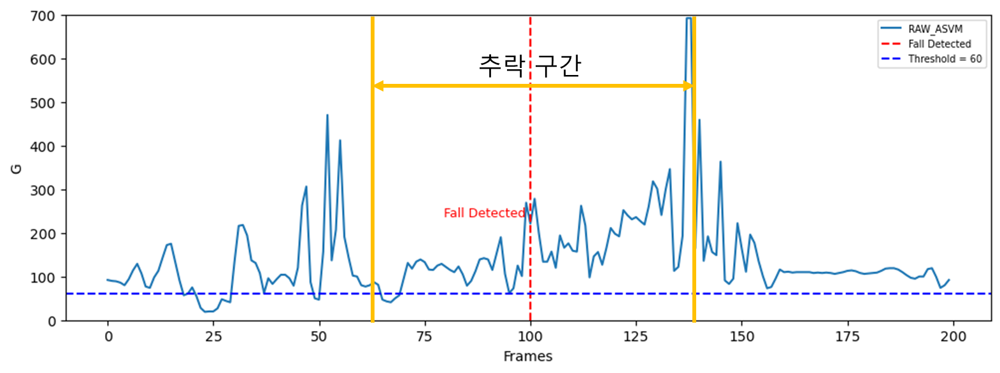 700
600
500
400
300
200
100
0
G
추락 구간
Fall Detected
RAW_ASVM
Fall Detected
Threshold = 60
0
25
50
75
100
125
150
175
200
Frames